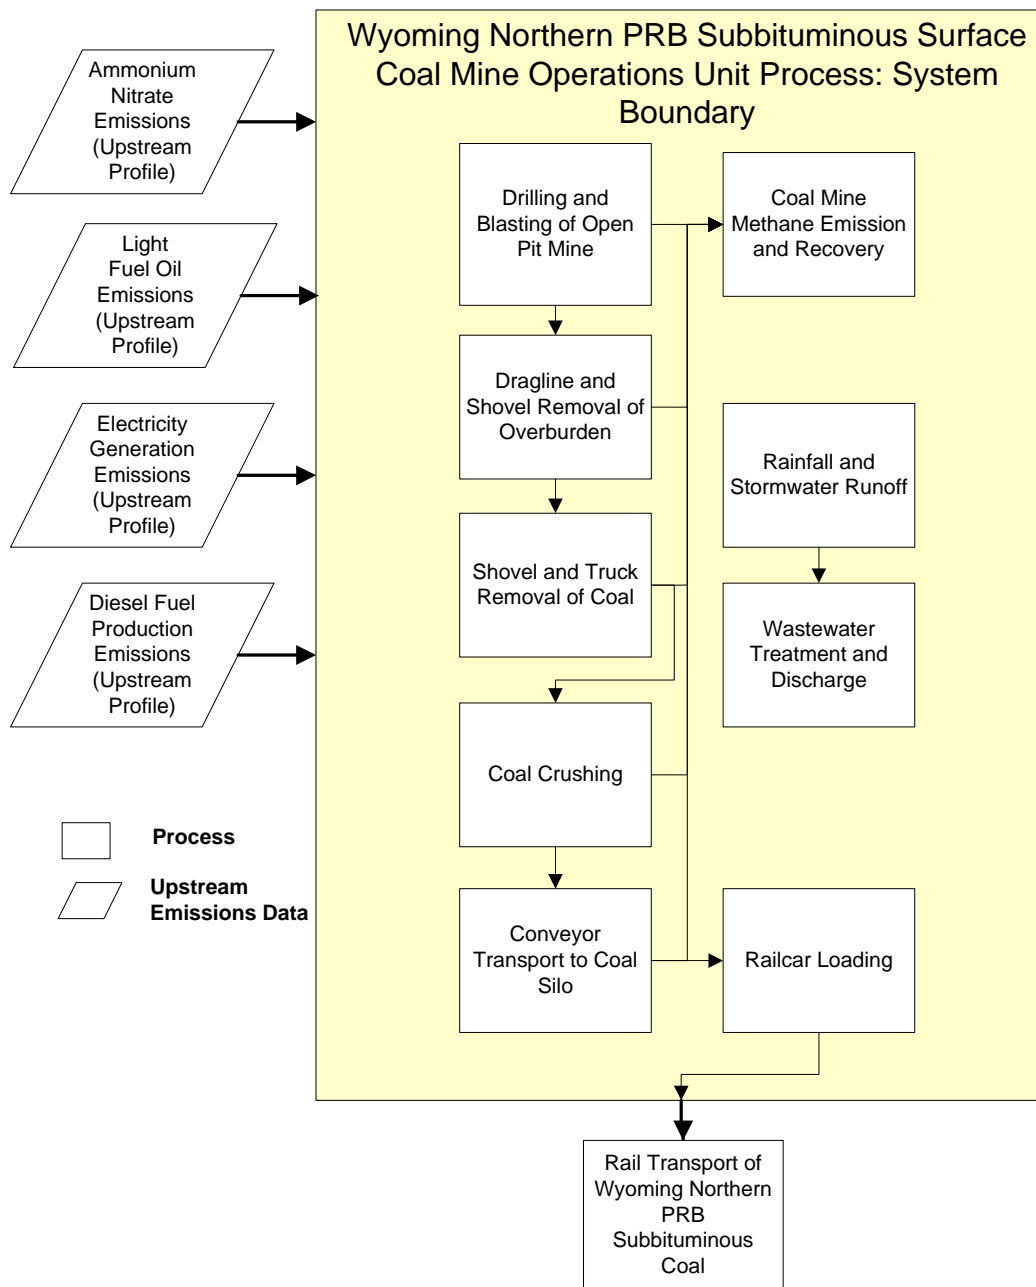 Wyoming Northern PRB Subbituminous Surface
Coal Mine Operations Unit Process: System
Boundary
Ammonium
Nitrate
Emissions
(Upstream
Profile)
Light
Fuel Oil
Emissions
(Upstream
Profile)
Electricity
Generation
Emissions
(Upstream
Profile)
Diesel Fuel
Production
Emissions
(Upstream
Profile)
Process
Upstream
Emissions Data
Drilling and
Blasting of Open
Pit Mine
Dragline and
Shovel Removal of
Overburden
Shovel and Truck
Removal of Coal
Coal Crushing
Conveyor
Transport to Coal
Silo
Coal Mine
Methane Emission
and Recovery
Rainfall and
Stormwater Runoff
Wastewater
Treatment and
Discharge
Railcar Loading
Rail Transport of
Wyoming Northern
PRB
Subbituminous
Coal